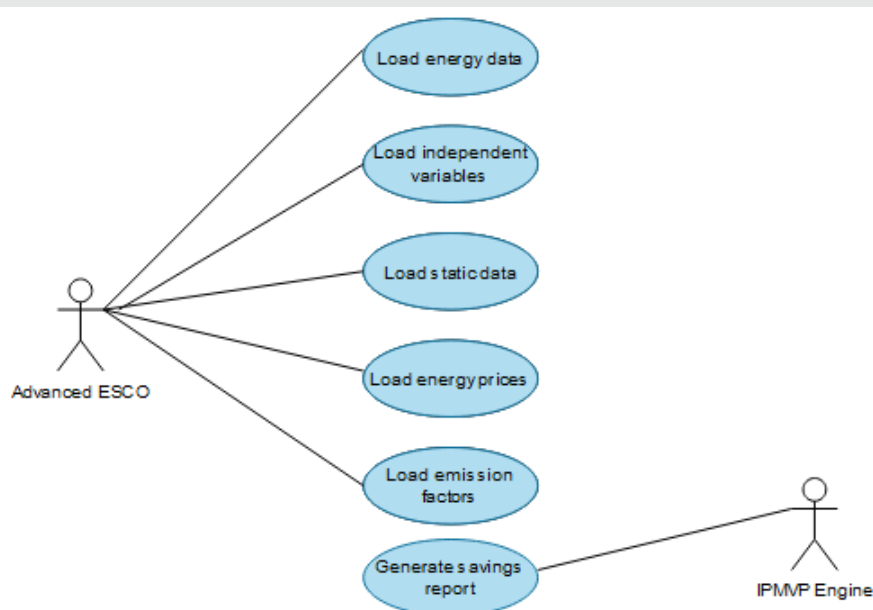 Load energy data
Load independent
variables
Load static data
Load energy prices
Advanced ESCO
Load emission
factors
Generate savings
report
IPMVP Engine